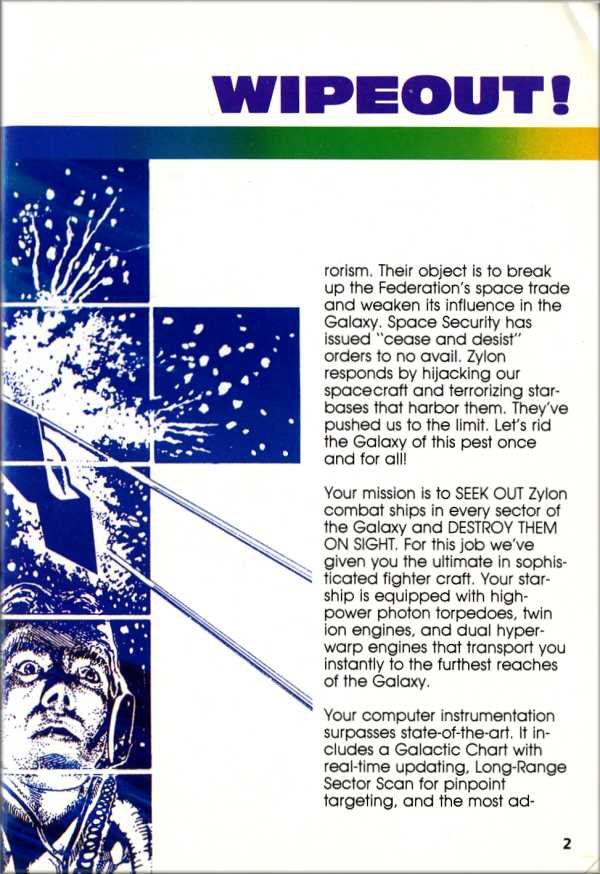 WIPEOUT!
rorism. Their object is to break
up the Federation's space trade
and weaken its influence in the
Galaxy. Space Security has
issued "cease and desist"
orders to no avail. Zylon
responds by hijacking our
spacecraft and terrorizing star-
bases that harbor them. They've
pushed us to the limit. Let's rid
the Galaxy of this pest once
and for all!
Your mission is to SEEK OUT Zylon
combat ships in every sector of
the Galaxy and DESTROY THEM
ON SIGHT. For this job we've
given you the ultimate in sophis-
ticated fighter craft. Your star-
ship is equipped with high-
power photon torpedoes, twin
ion engines, and dual hyper-
warp engines that transport you
instantly to the furthest reaches
of the Galaxy.
Your computer instrumentation
surpasses state-of-the-art. It in-
cludes a Galactic Chart with
real-time updating, Long-Range
Sector Scan for pinpoint
targeting, and the most ad-
2